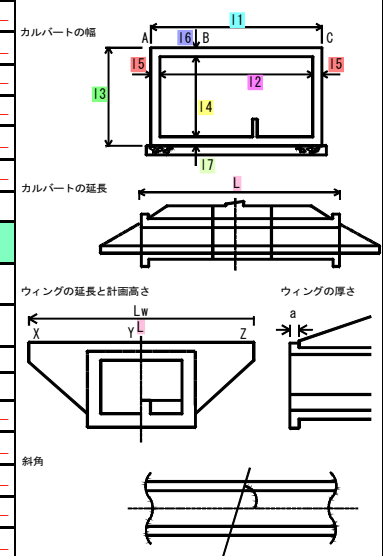 カルバートの幅
l1
A l6 B C
l5 l2 l5
l3 l4
l7
カルバートの延長
L
ウィングの延長と計画高さ
ウィングの厚さ
Lw
X Y L Z
a
斜角